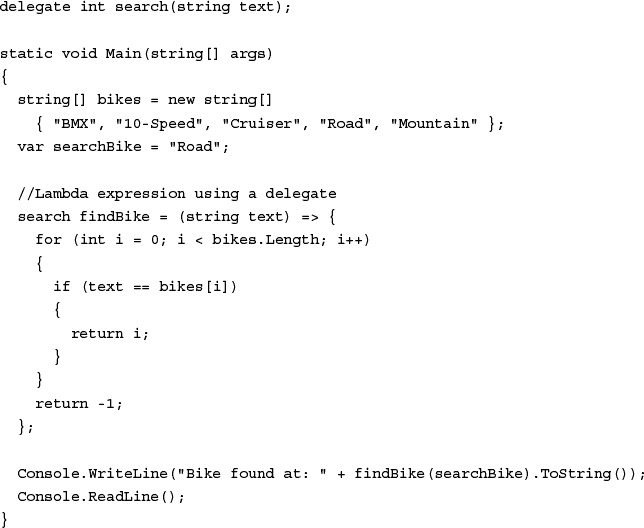 delegate int search(string text);

static void Main(string[] args)
{
  string[] bikes = new string[]
    { "BMX", "10-Speed", "Cruiser", "Road", "Mountain" };
  var searchBike = "Road";

  //Lambda expression using a delegate
  search findBike = (string text) => {
    for (int i = 0; i < bikes.Length; i++)
    {
      if (text == bikes[i])
      {
        return i;
      }
    }
    return -1;
  };

  Console.WriteLine("Bike found at: " + findBike(searchBike).ToString());
  Console.ReadLine();
}